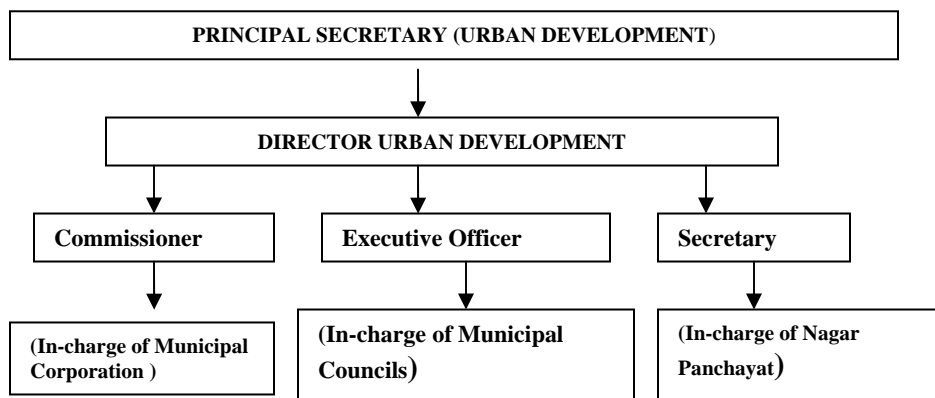 PRINCIPAL SECRETARY (URBAN DEVELOPMENT)
DIRECTOR URBAN DEVELOPMENT
Commissioner
Executive Officer
Secretary
(In-charge of Municipal
Corporation )
(In-charge of Municipal
Councils)
(In-charge of Nagar
Panchayat)